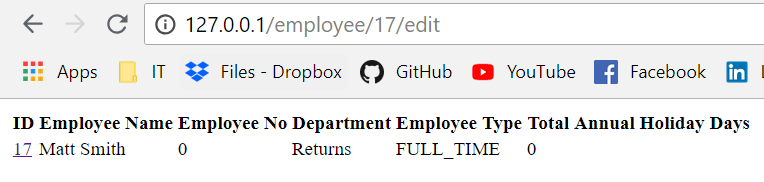 127.0.0.1/employee/17/edit
Apps IT Files - Dropbox GitHub YouTube Facebook in
ID Employee Name Employee No Department Employee Type Total Annual Holiday Days
17 Matt Smith 0 Returns FULL_TIME 0